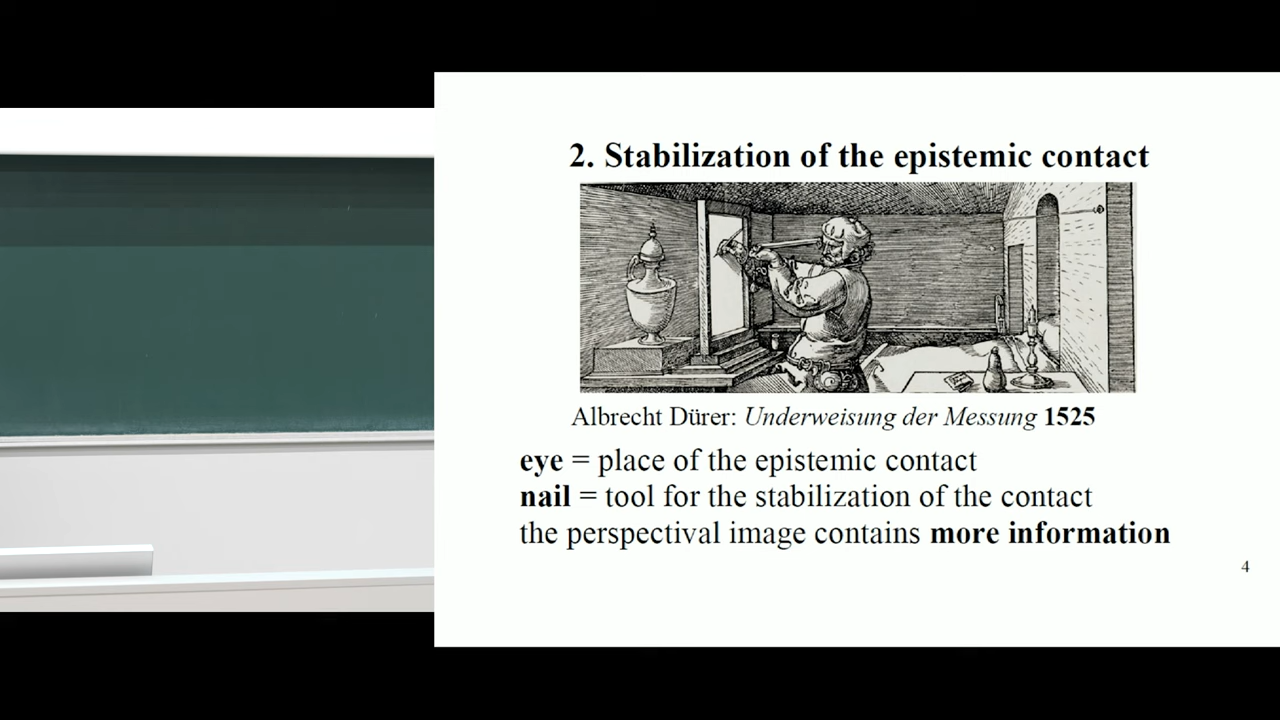 2. Stabilization of the epistemic contact
Albrecht Dürer: Underweisung der Messung 1525
eye = place of the epistemic contact
nail = tool for the stabilization of the contact
the perspectival image contains more information
4